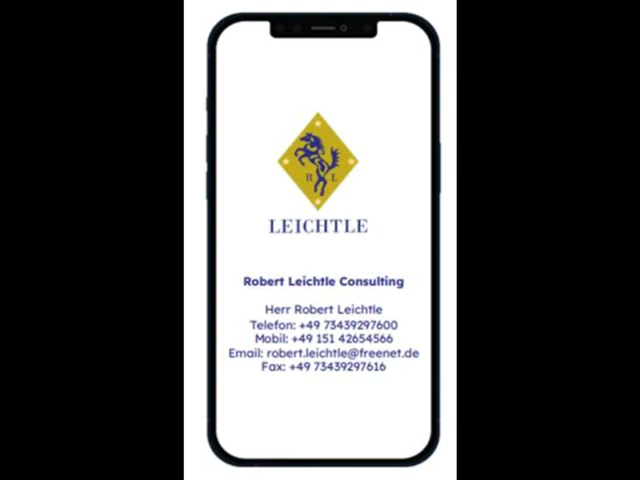 R L
LEICHTLE
Robert Leichtle Consulting
Herr Robert Leichtle
Telefon: +49 73439297600
Mobil: +49 151 42654566
Email: robert.leichtle@freenet.de
Fax: +49 73439297616